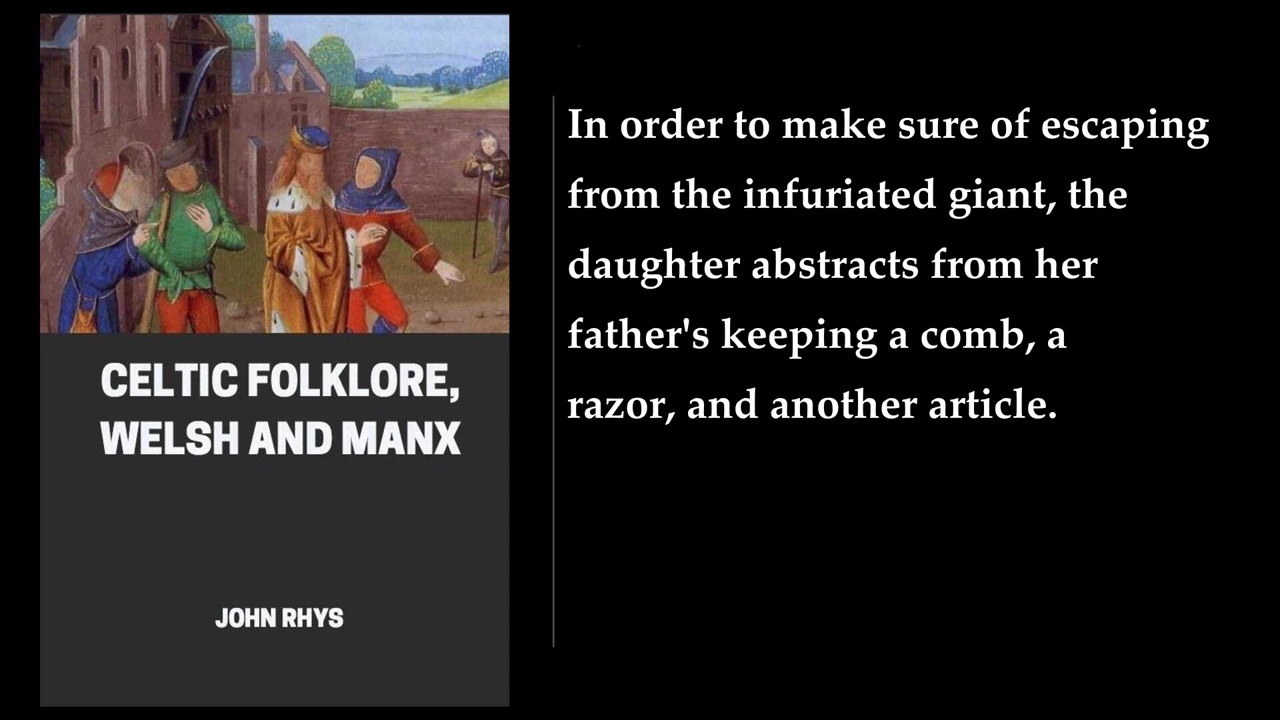 CELTIC FOLKLORE,
WELSH AND MANX
JOHN RHYS
In order to make sure of escaping
from the infuriated giant, the
daughter abstracts from her
father's keeping a comb, a
razor, and another article.